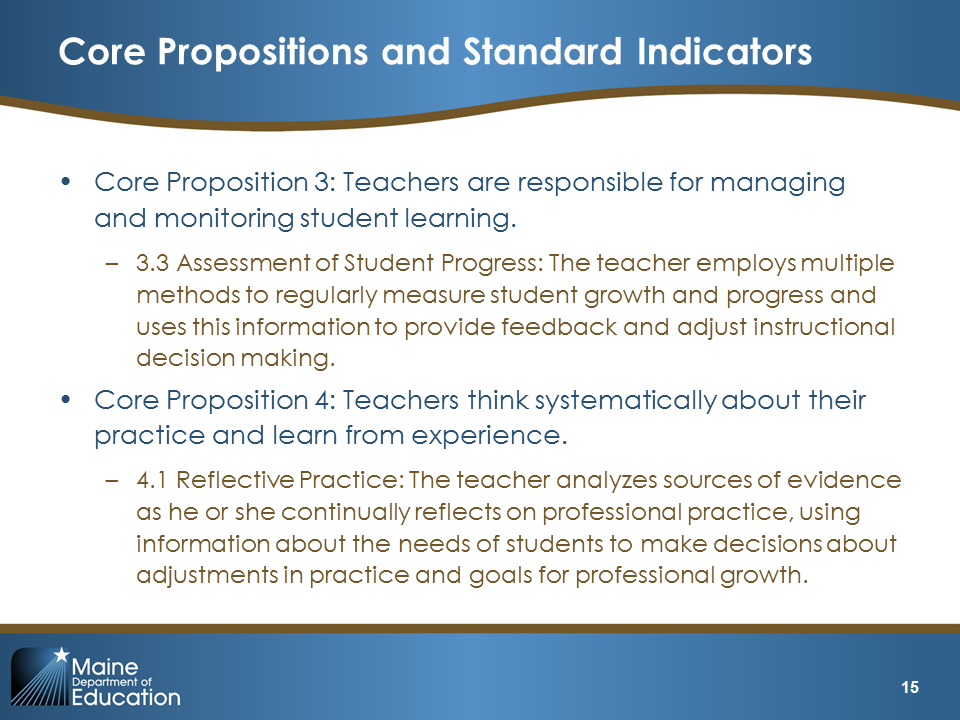 Core Propositions and Standard Indicators
• Core Proposition 3: Teachers are responsible for managing
and monitoring student learning.
– 3.3 Assessment of Student Progress: The teacher employs multiple
methods to regularly measure student growth and progress and
uses this information to provide feedback and adjust instructional
decision making.
• Core Proposition 4: Teachers think systematically about their
practice and learn from experience.
– 4.1 Reflective Practice: The teacher analyzes sources of evidence
as he or she continually reflects on professional practice, using
information about the needs of students to make decisions about
adjustments in practice and goals for professional growth.
Maine
Department of
Education
15